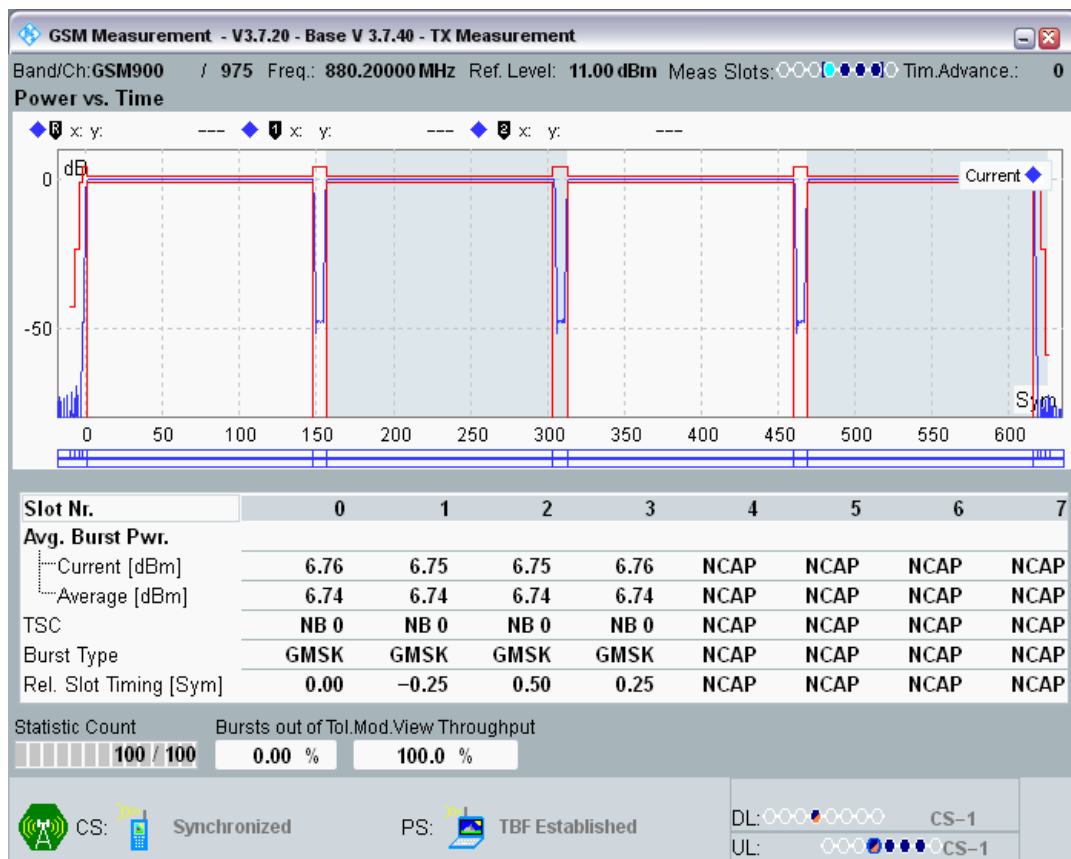 GSM Measurement - V3.7.20 - Base V 3.7.40 - TX Measurement
Band/Ch:GSM900 / 975 Freq.: 880.20000 MHz Ref. Level: 11.00 dBm Meas Slots: Tim.Advance.: 0
Power vs. Time
R x: y: --- 1 x: y: --- 2 x: y: ---
dB
0
Current
-50
Sym
0 50 100 150 200 250 300 350 400 450 500 550 600
Slot Nr. 0 1 2 3 4 5 6 7
Avg. Burst Pwr.
Current [dBm] 6.76 6.75 6.75 6.76 NCAP NCAP NCAP NCAP
Average [dBm] 6.74 6.74 6.74 6.74 NCAP NCAP NCAP NCAP
TSC NB 0 NB 0 NB 0 NB 0 NCAP NCAP NCAP NCAP
Burst Type GMSK GMSK GMSK GMSK NCAP NCAP NCAP NCAP
Rel. Slot Timing [Sym] 0.00 −0.25 0.50 0.25 NCAP NCAP NCAP NCAP
Statistic Count Bursts out of Tol.Mod.View Throughput
100 / 100 0.00 % 100.0 %
CS: Synchronized PS: TBF Established DL: CS−1
UL: CS−1